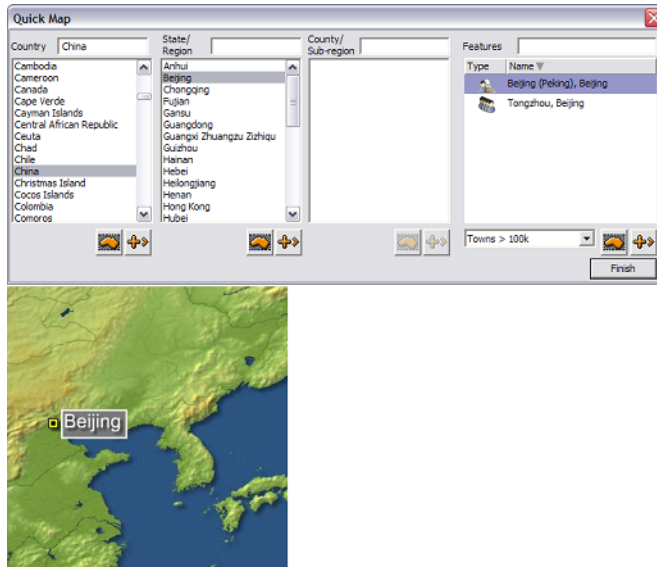 Quick Map
Country China
State/
Region
County/
Sub-region
Features
Cambodia
Cameroon
Canada
Cape Verde
Cayman Islands
Central African Republic
Ceuta
Chad
Chile
China
Christmas Island
Cocos Islands
Colombia
Comoros
Anhui
Beijing
Chongqing
Fujian
Gansu
Guangdong
Guangxi Zhuangzu Zizhiqu
Guizhou
Hainan
Hebei
Heilongjiang
Henan
Hong Kong
Hubei
Type Name
Beijing (Peking), Beijing
Tongzhou, Beijing
Towns > 100k
Finish
Beijing